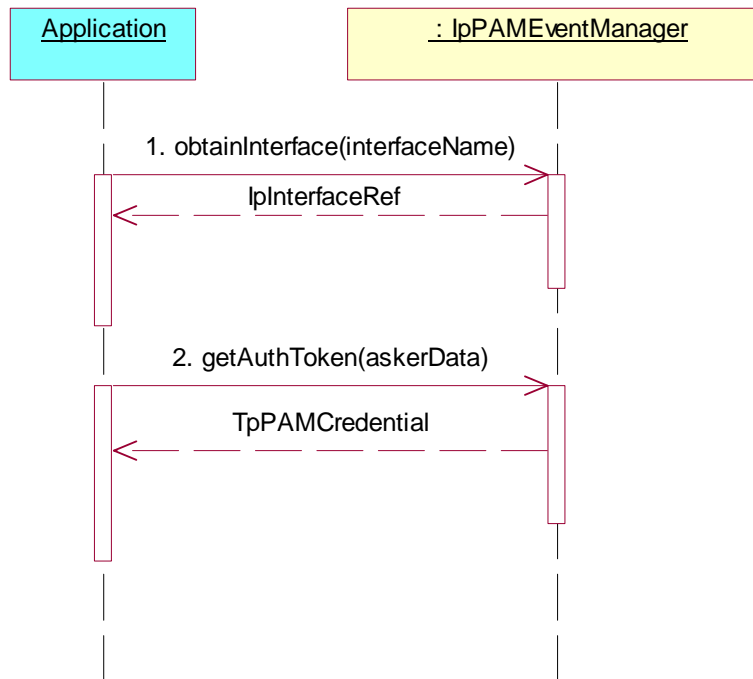 Application
: IpPAMEventManager
1. obtainInterface(interfaceName)
IpInterfaceRef
2. getAuthToken(askerData)
TpPAMCredential